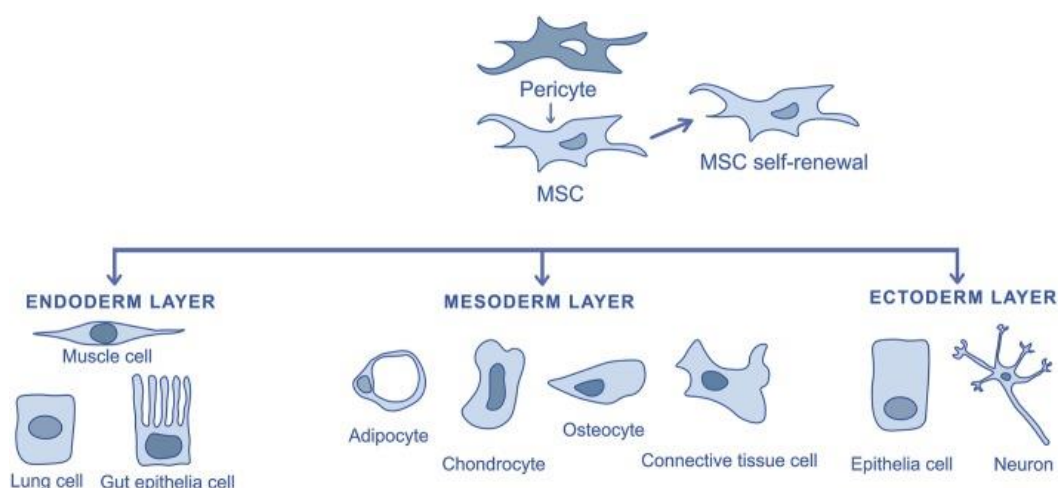 Pericyte
MSC
MSC self-renewal
ENDODERM LAYER
Muscle cell
Lung cell
Gut epithelia cell
MESODERM LAYER
Adipocyte
Chondrocyte
Osteocyte
Connective tissue cell
ECTODERM LAYER
Epithelia cell
Neuron